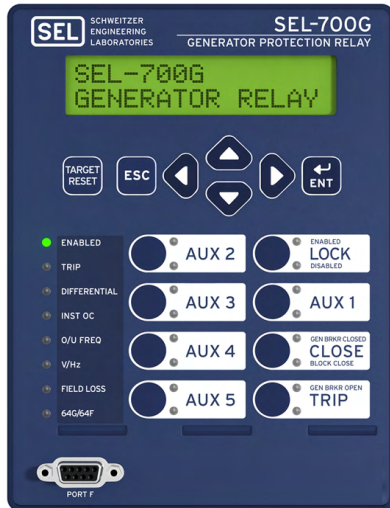 SEL
SCHWEITZER
ENGINEERING
LABORATORIES
SEL-700G
GENERATOR PROTECTION RELAY
SEL-700G
GENERATOR RELAY
TARGET
RESET
ESC
ENT
ENABLED
TRIP
DIFFERENTIAL
INST OC
O/U FREQ
V/Hz
FIELD LOSS
64G/64F
AUX 2
ENABLED
LOCK
DISABLED
AUX 3
AUX 1
AUX 4
GEN BRKR CLOSED
CLOSE
BLOCK CLOSE
AUX 5
GEN BRKR OPEN
TRIP
PORT F